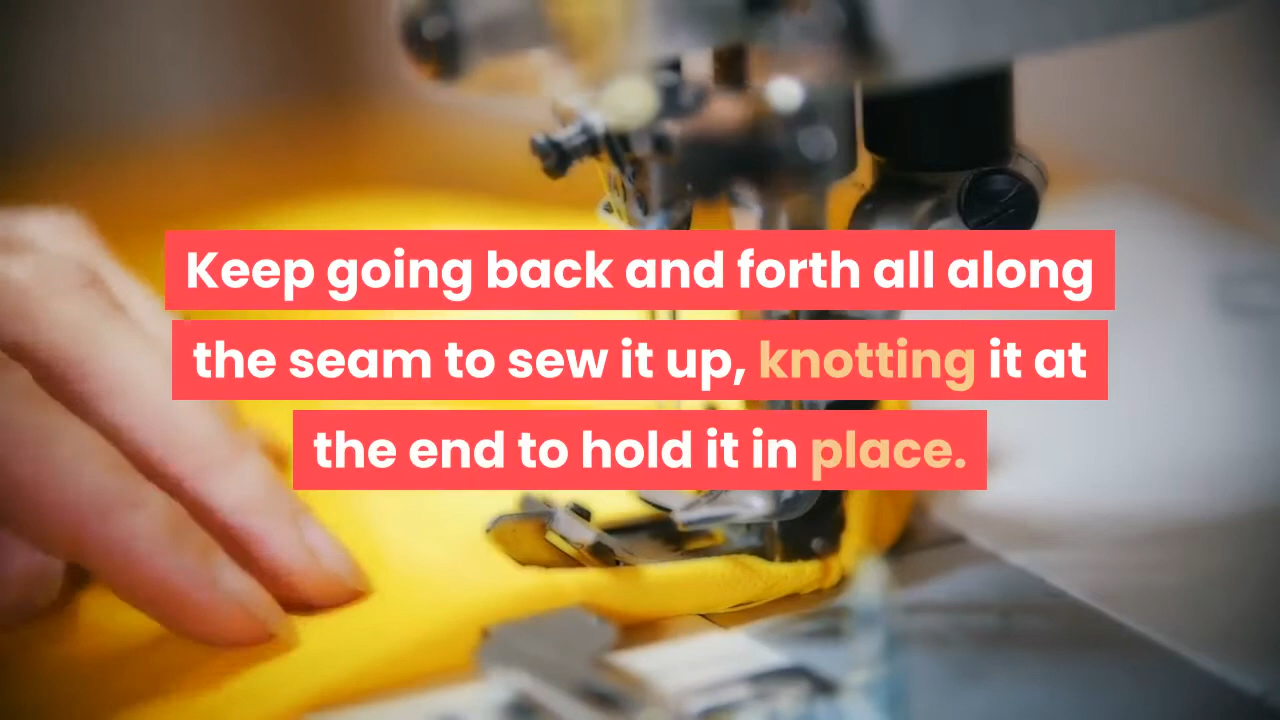 Keep going back and forth all along
the seam to sew it up, knotting it at
the end to hold it in place.